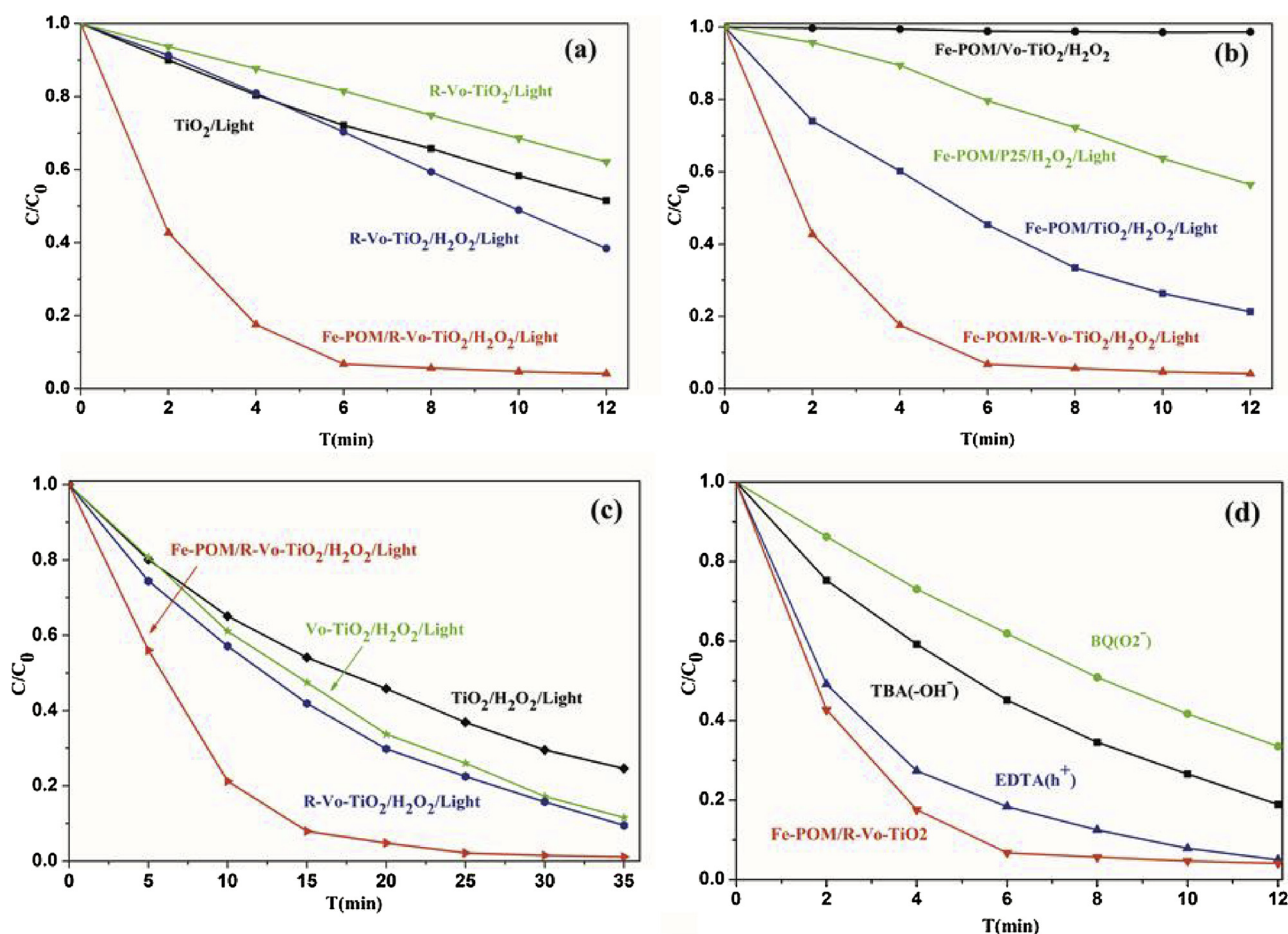 (a)
1.0
0.8
0.6
0.4
0.2
0.0
C/C₀
R-Vo-TiO₂/Light
TiO₂/Light
R-Vo-TiO₂/H₂O₂/Light
Fe-POM/R-Vo-TiO₂/H₂O₂/Light
0 2 4 6 8 10 12
T(min)
(b)
1.0
0.8
0.6
0.4
0.2
0.0
C/C₀
Fe-POM/Vo-TiO₂/H₂O₂
Fe-POM/P25/H₂O₂/Light
Fe-POM/TiO₂/H₂O₂/Light
Fe-POM/R-Vo-TiO₂/H₂O₂/Light
0 2 4 6 8 10 12
T(min)
(c)
1.0
0.8
0.6
0.4
0.2
0.0
C/C₀
Fe-POM/R-Vo-TiO₂/H₂O₂/Light
Vo-TiO₂/H₂O₂/Light
TiO₂/H₂O₂/Light
R-Vo-TiO₂/H₂O₂/Light
0 5 10 15 20 25 30 35
T(min)
(d)
1.0
0.8
0.6
0.4
0.2
0.0
C/C₀
BQ(O2⁻)
TBA(-OH⁻)
EDTA(h⁺)
Fe-POM/R-Vo-TiO2
0 2 4 6 8 10 12
T(min)